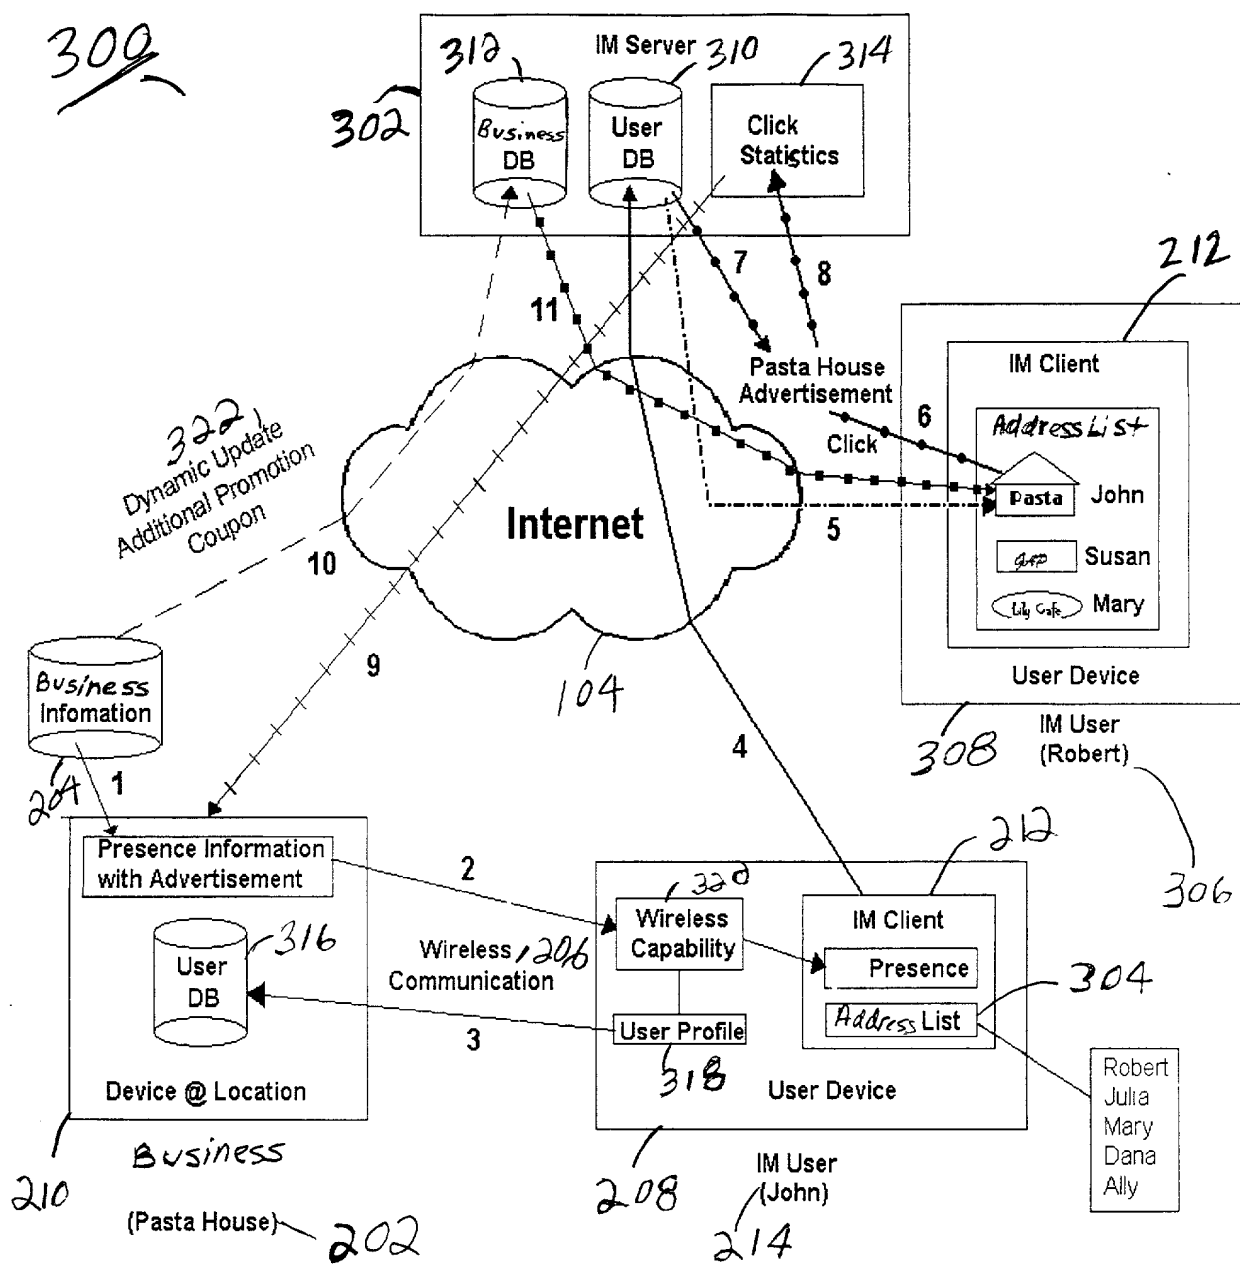 300
IM Server
312
310
314
302
Business
DB
User
DB
Click
Statistics
7
8
11
212
Pasta House
Advertisement
IM Client
6
Click
Address List
Pasta
John
5
GAP
Susan
Lily Cafe
Mary
322
Dynamic Update
Additional Promotion
Coupon
Internet
10
9
104
User Device
308
IM User
(Robert)
306
Business
Infomation
204
1
4
Presence Information
with Advertisement
2
212
320
Wireless
Capability
IM Client
Presence
316
User
DB
Wireless
Communication
206
304
Address List
3
User Profile
318
Device @ Location
User Device
Robert
Julia
Mary
Dana
Ally
210
Business
(Pasta House)
202
208
IM User
(John)
214